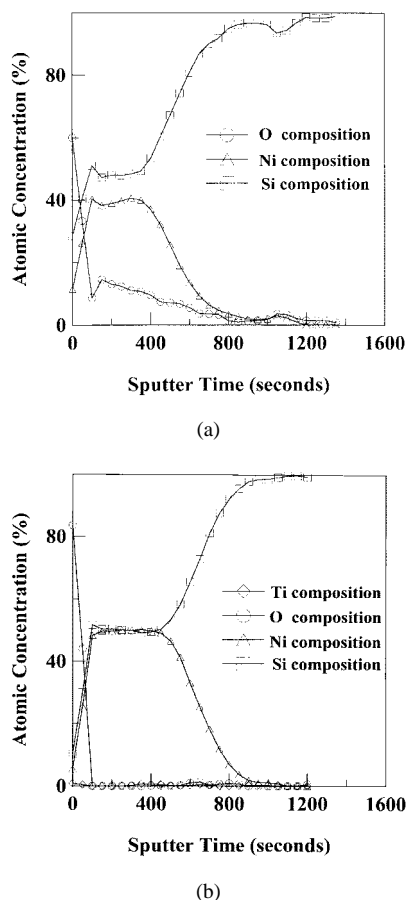 80
40
0
Atomic Concentration (%)
O composition
Ni composition
Si composition
0 400 800 1200 1600
Sputter Time (seconds)
(a)
80
40
0
Atomic Concentration (%)
Ti composition
O composition
Ni composition
Si composition
0 400 800 1200 1600
Sputter Time (seconds)
(b)